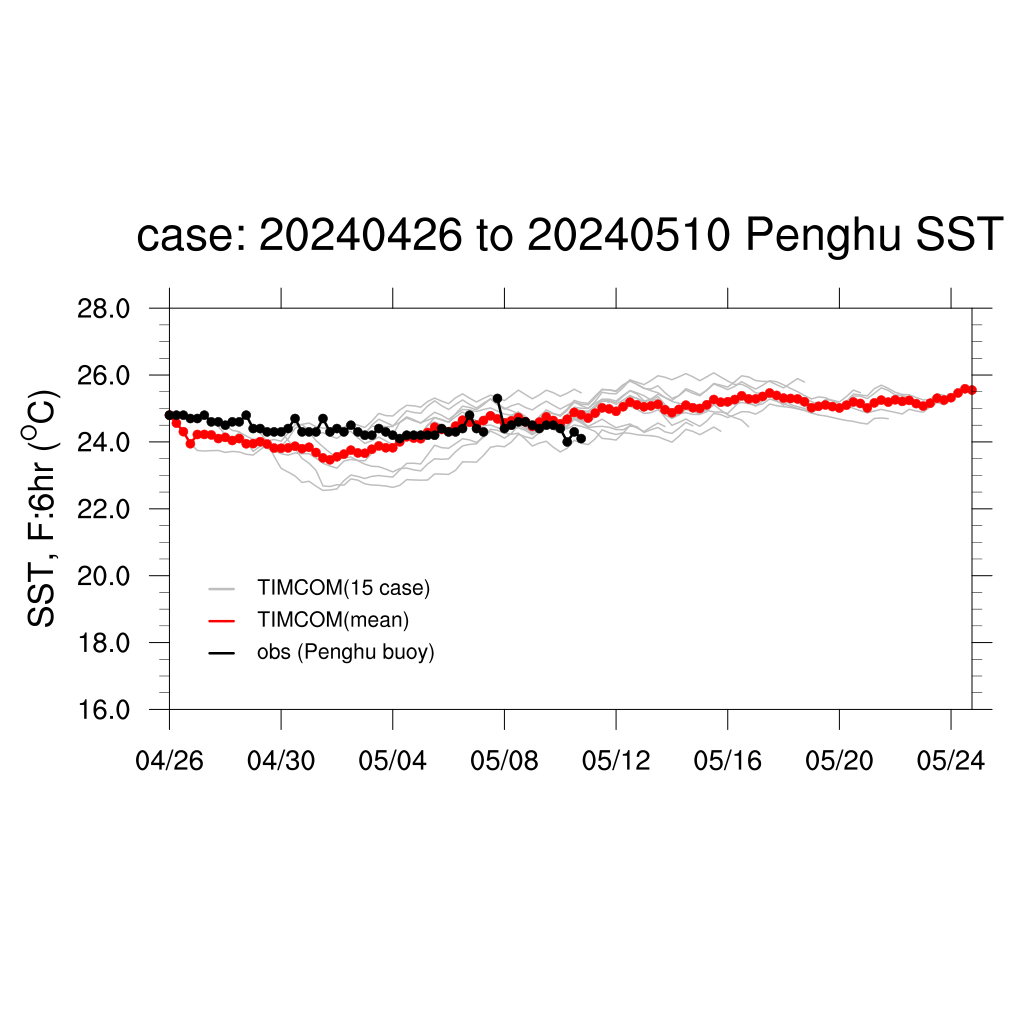 case: 20240426 to 20240510 Penghu SST
SST, F:6hr (°C)
28.0
26.0
24.0
22.0
20.0
18.0
16.0
TIMCOM(15 case)
TIMCOM(mean)
obs (Penghu buoy)
04/26 04/30 05/04 05/08 05/12 05/16 05/20 05/24